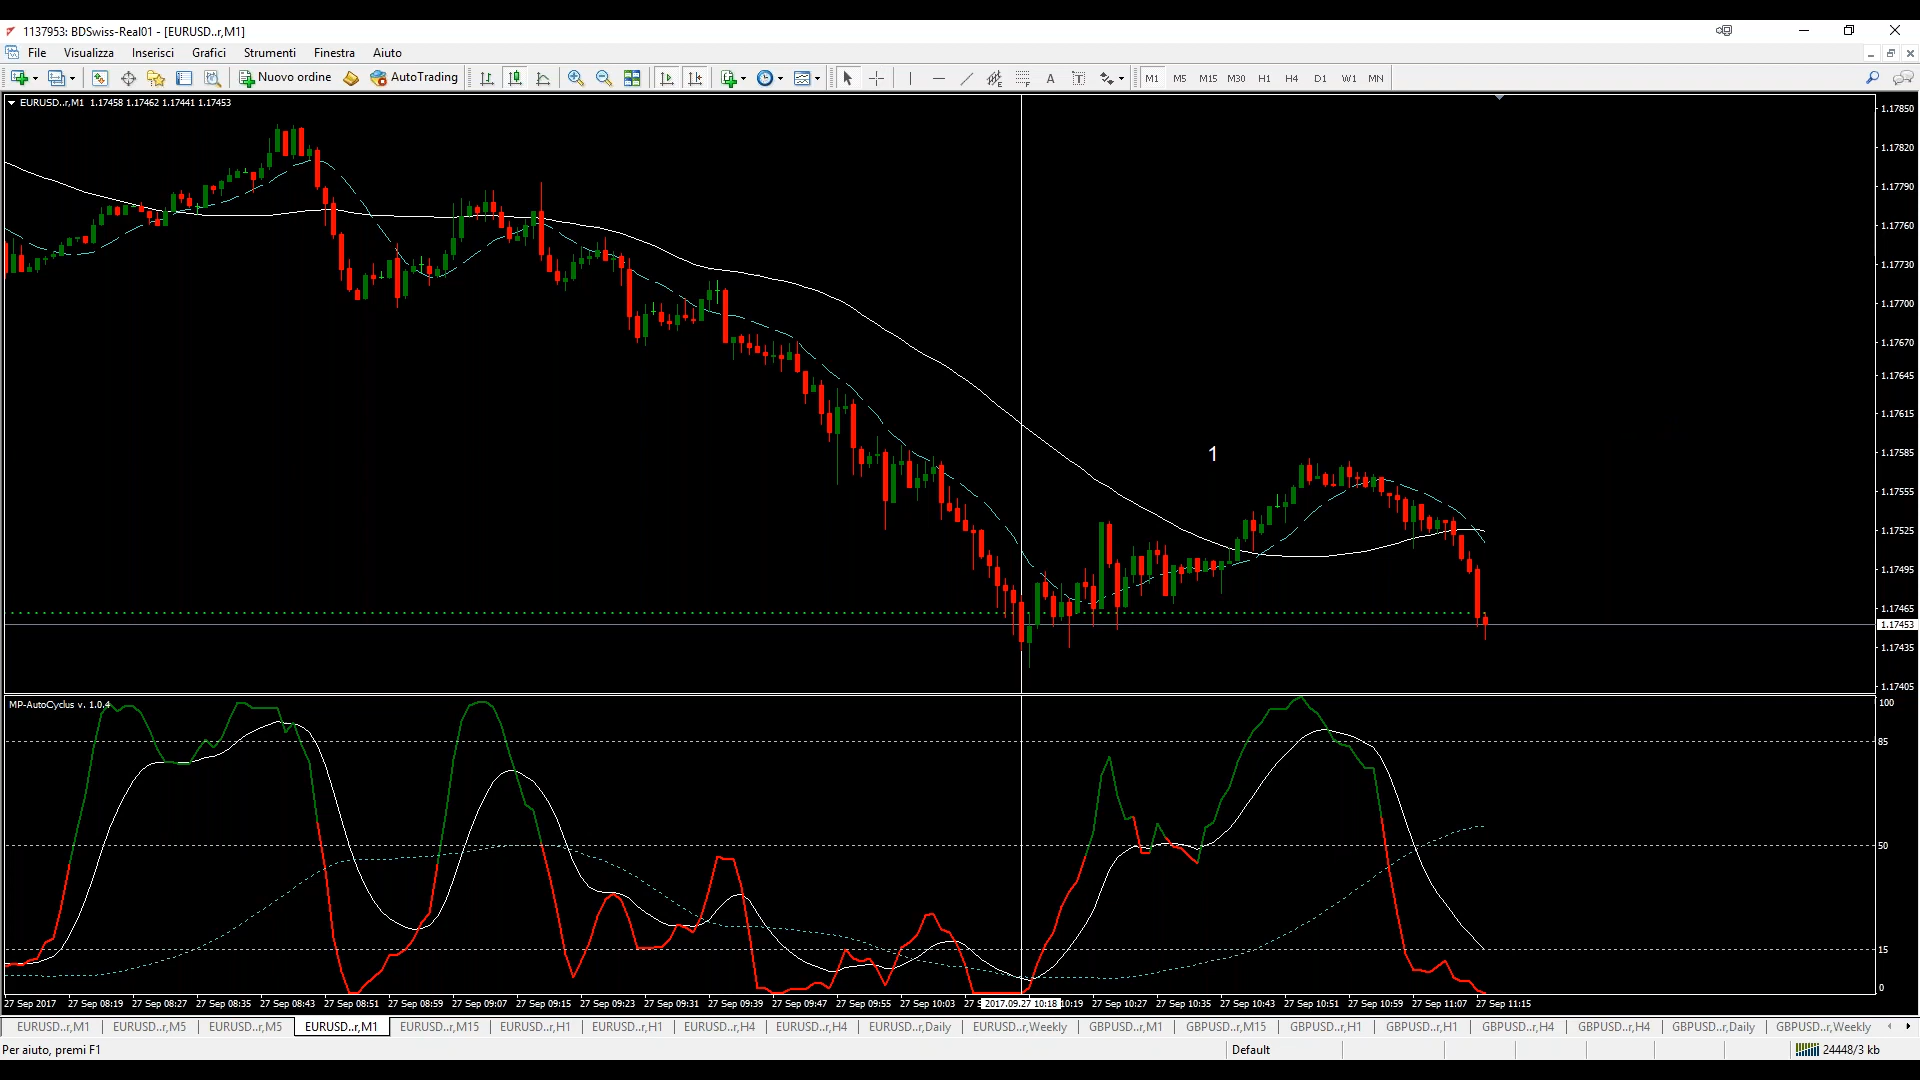 1137953: BDSwiss-Real01 - [EURUSD..r,M1]
File Visualizza Inserisci Grafici Strumenti Finestra Aiuto
Nuovo ordine AutoTrading A T M1 M5 M15 M30 H1 H4 D1 W1 MN
EURUSD..r,M1 1.17458 1.17462 1.17441 1.17453
1.17850
1.17820
1.17790
1.17760
1.17730
1.17700
1.17670
1.17645
1.17615
1
1.17585
1.17555
1.17525
1.17495
1.17465
1.17453
1.17435
1.17405
MP-AutoCyclus v. 1.0.4
100
85
50
15
0
27 Sep 2017 27 Sep 08:19 27 Sep 08:27 27 Sep 08:35 27 Sep 08:43 27 Sep 08:51 27 Sep 08:59 27 Sep 09:07 27 Sep 09:15 27 Sep 09:23 27 Sep 09:31 27 Sep 09:39 27 Sep 09:47 27 Sep 09:55 27 Sep 10:03 27 2017.09.27 10:18 10:19 27 Sep 10:27 27 Sep 10:35 27 Sep 10:43 27 Sep 10:51 27 Sep 10:59 27 Sep 11:07 27 Sep 11:15
EURUSD..r,M1 EURUSD..r,M5 EURUSD..r,M5 EURUSD..r,M1 EURUSD..r,M15 EURUSD..r,H1 EURUSD..r,H1 EURUSD..r,H4 EURUSD..r,H4 EURUSD..r,Daily EURUSD..r,Weekly GBPUSD..r,M1 GBPUSD..r,M15 GBPUSD..r,H1 GBPUSD..r,H1 GBPUSD..r,H4 GBPUSD..r,H4 GBPUSD..r,Daily GBPUSD..r,Weekly
Per aiuto, premi F1 Default 24448/3 kb